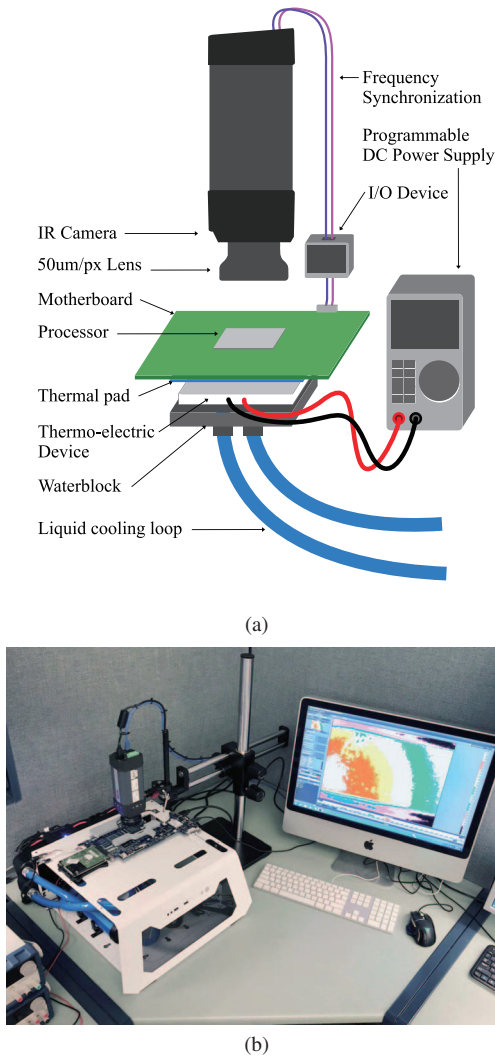 Frequency
Synchronization
Programmable
DC Power Supply
I/O Device
IR Camera
50um/px Lens
Motherboard
Processor
Thermal pad
Thermo-electric
Device
Waterblock
Liquid cooling loop
(a)
(b)